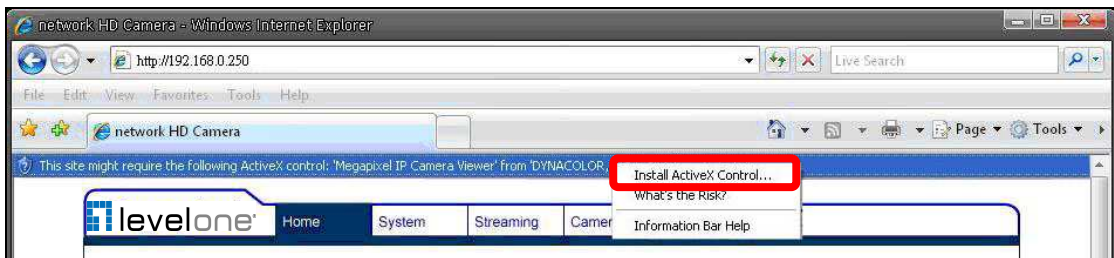 network HD Camera - Windows Internet Explorer
http://192.168.0.250
Live Search
File Edit View Favorites Tools Help
network HD Camera
Page Tools
This site might require the following ActiveX control: 'Megapixel IP Camera Viewer' from 'DYNACOLOR,
Install ActiveX Control...
What's the Risk?
Information Bar Help
levelone
Home System Streaming Camer